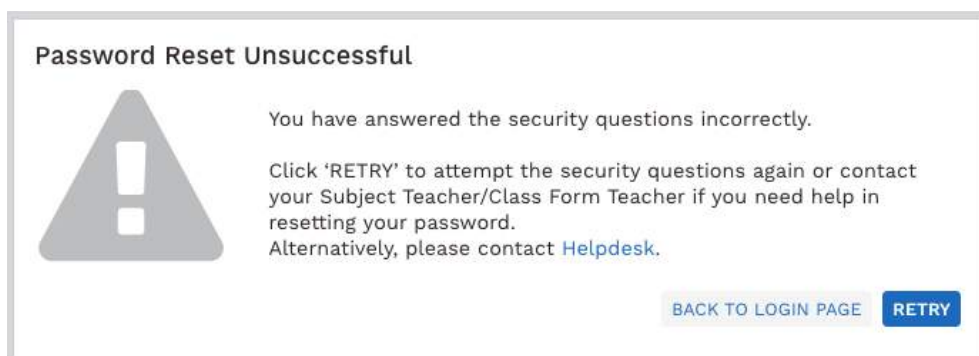 Password Reset Unsuccessful
You have answered the security questions incorrectly.
Click ‘RETRY’ to attempt the security questions again or contact
your Subject Teacher/Class Form Teacher if you need help in
resetting your password.
Alternatively, please contact Helpdesk.
BACK TO LOGIN PAGE RETRY